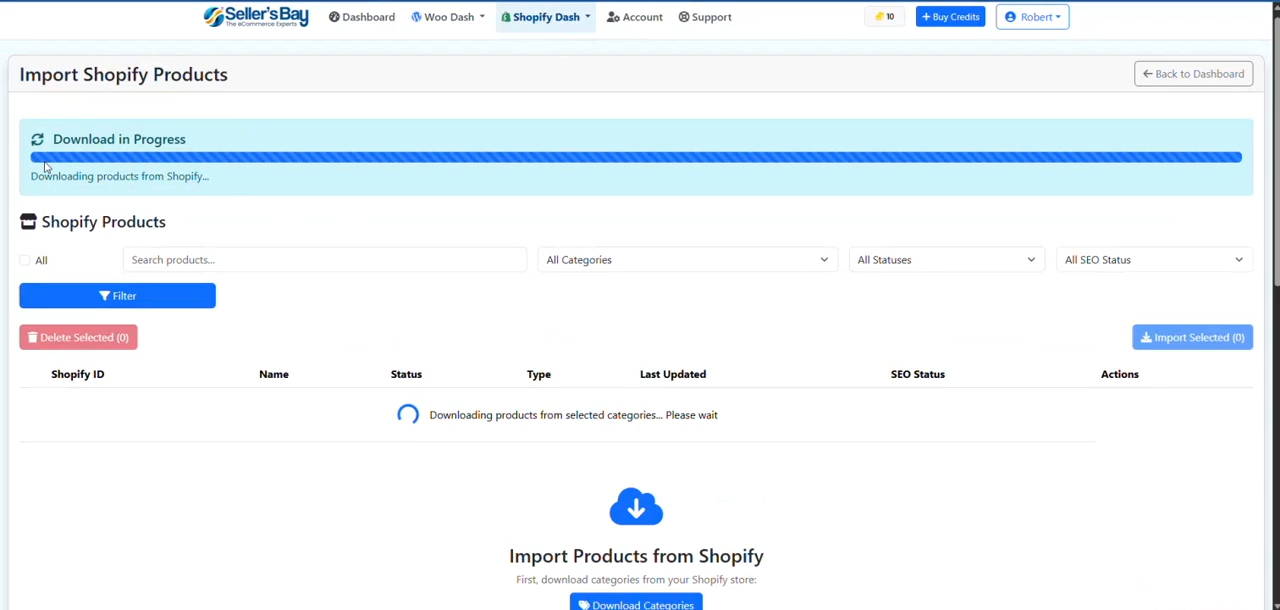 Seller's Bay
The eCommerce Experts
Dashboard
Woo Dash
Shopify Dash
Account
Support
10
+ Buy Credits
Robert
Import Shopify Products
← Back to Dashboard
Download in Progress
Downloading products from Shopify...
Shopify Products
All
Search products...
All Categories
All Statuses
All SEO Status
Filter
Delete Selected (0)
Import Selected (0)
Shopify ID
Name
Status
Type
Last Updated
SEO Status
Actions
Downloading products from selected categories... Please wait
Import Products from Shopify
First, download categories from your Shopify store:
Download Categories